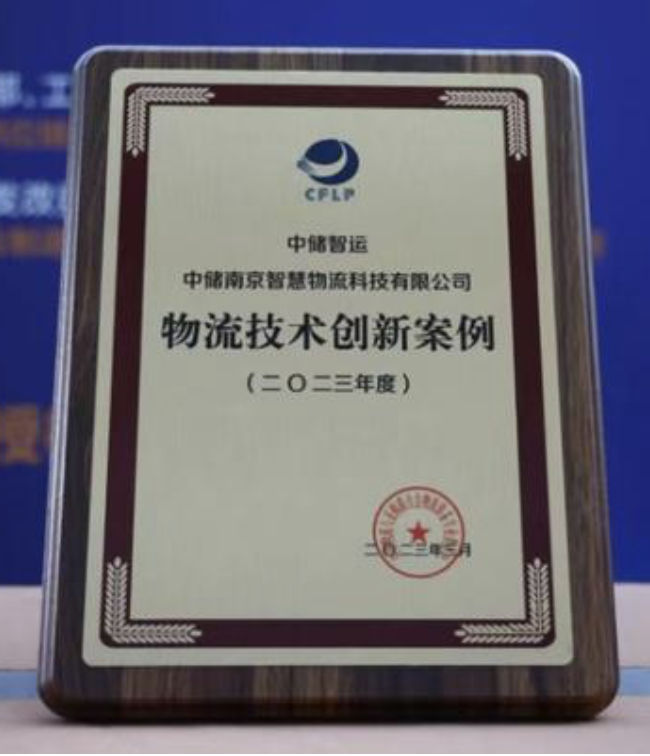 CFLP
中储智运
中储南京智慧物流科技有限公司
物流技术创新案例
（二〇二三年度）
二〇二三年三月